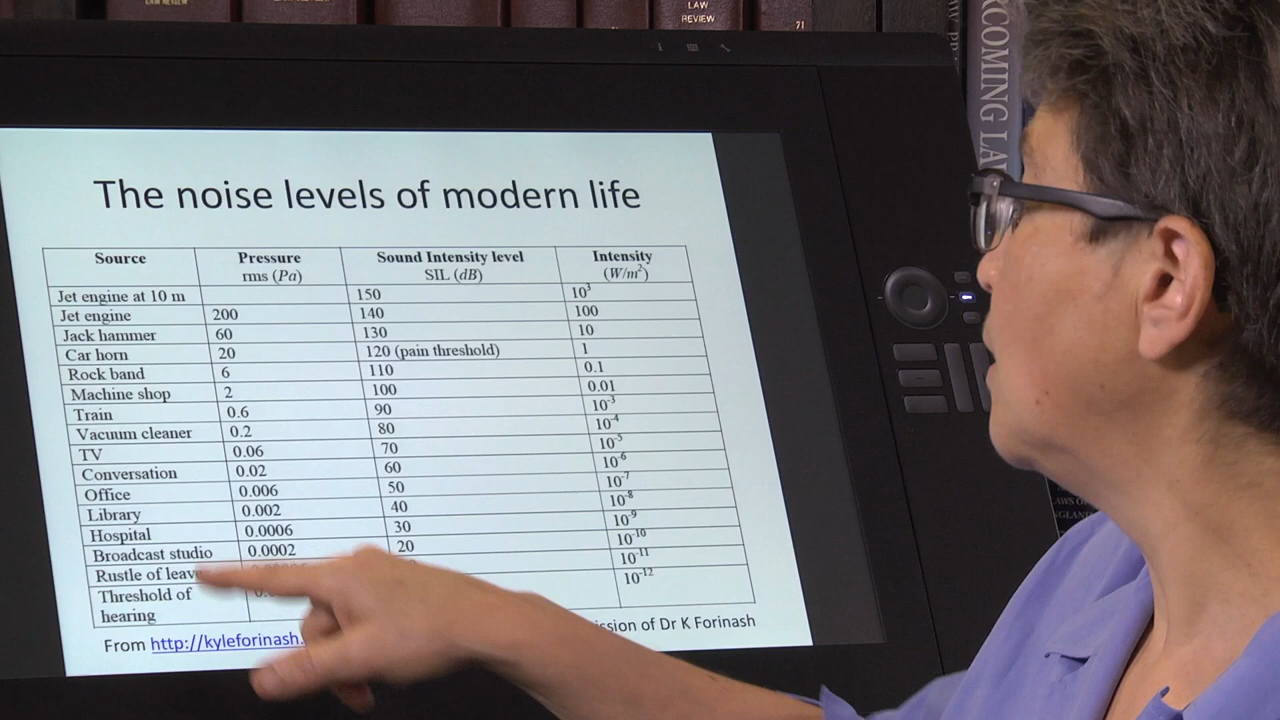 LAW REVIEW
LAW
REVIEW
71
RCOMING LA
The noise levels of modern life
Source Pressure Sound Intensity level Intensity
rms (Pa) SIL (dB) (W/m²)
Jet engine at 10 m 150 10³
Jet engine 200 140 100
Jack hammer 60 130 10
Car horn 20 120 (pain threshold) 1
Rock band 6 110 0.1
Machine shop 2 100 0.01
Train 0.6 90 10⁻³
Vacuum cleaner 0.2 80 10⁻⁴
TV 0.06 70 10⁻⁵
Conversation 0.02 60 10⁻⁶
Office 0.006 50 10⁻⁷
Library 0.002 40 10⁻⁸
Hospital 0.0006 30 10⁻⁹
Broadcast studio 0.0002 20 10⁻¹⁰
Rustle of leav 10⁻¹¹
Threshold of 10⁻¹²
hearing
From http://kyleforinash. ission of Dr K Forinash